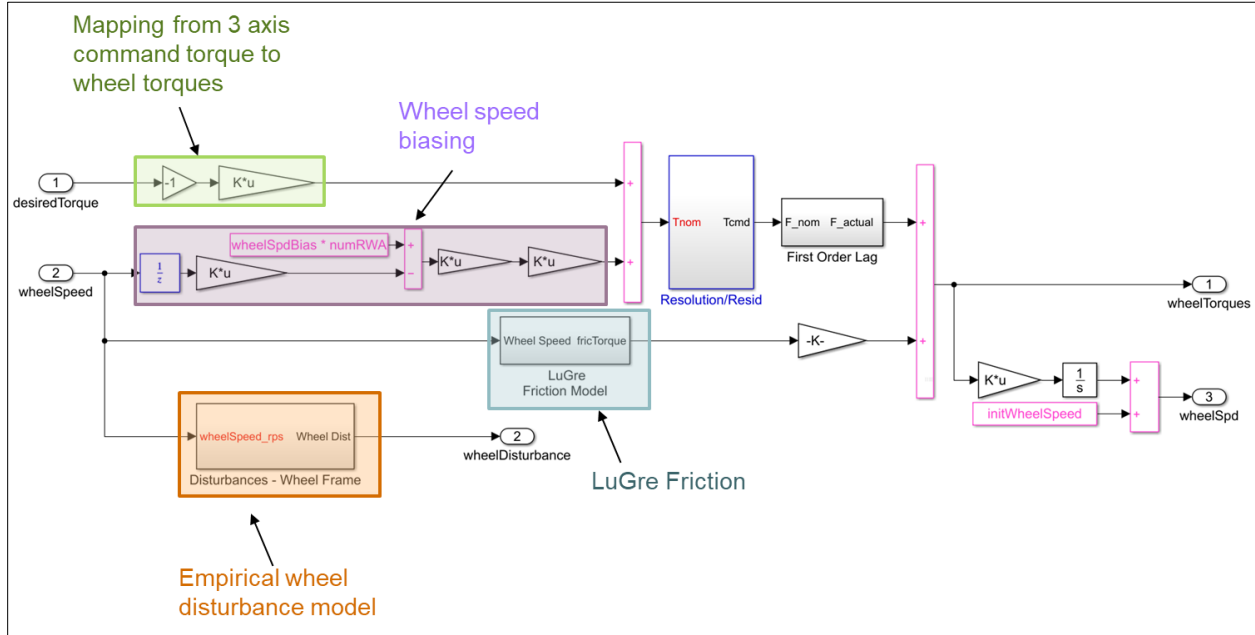 Mapping from 3 axis
command torque to
wheel torques
Wheel speed
biasing
1
desiredTorque
-1
K*u
+
+
wheelSpdBias * numRWA
+
−
2
wheelSpeed
1
z
K*u
K*u
K*u
Tnom
Tcmd
Resolution/Resid
F_nom
F_actual
First Order Lag
+
+
1
wheelTorques
Wheel Speed
fricTorque
LuGre
Friction Model
-K-
K*u
1
s
initWheelSpeed
+
+
3
wheelSpd
wheelSpeed_rps
Wheel Dist
Disturbances - Wheel Frame
2
wheelDisturbance
LuGre Friction
Empirical wheel
disturbance model